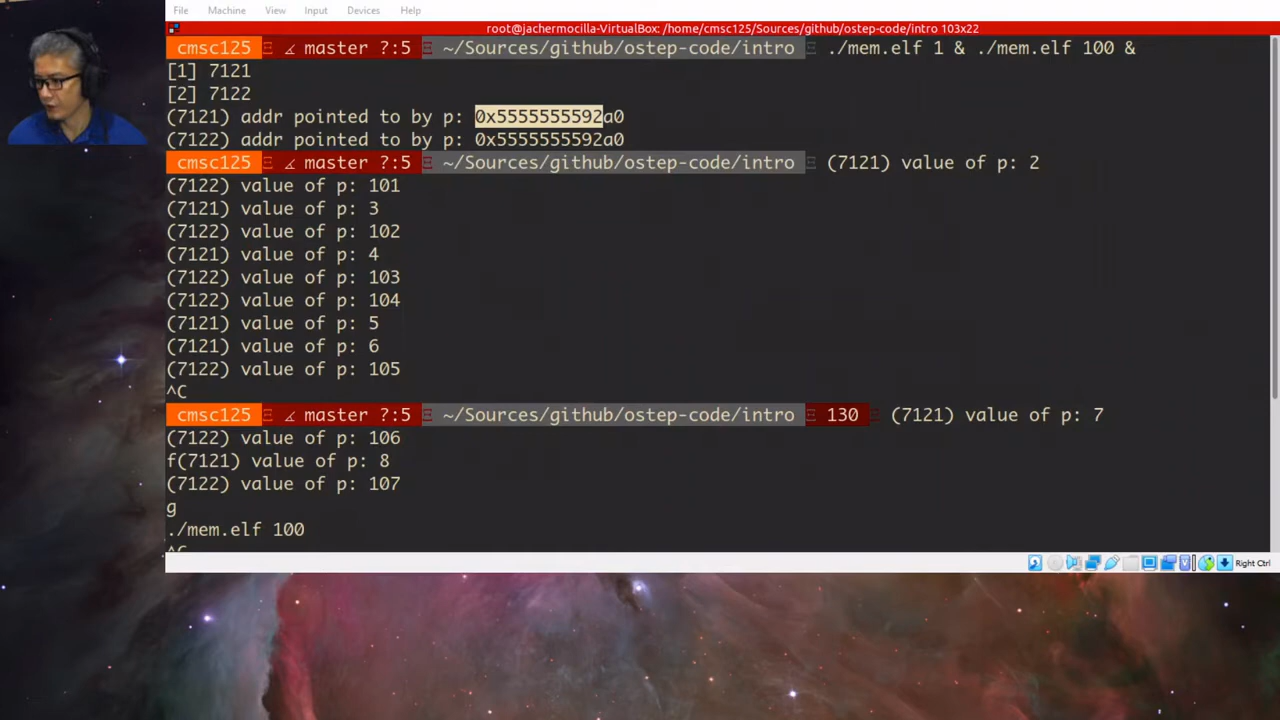 File Machine View Input Devices Help
root@jachermocilla-VirtualBox: /home/cmsc125/Sources/github/ostep-code/intro 103x22
cmsc125 master ?:5 ~/Sources/github/ostep-code/intro ./mem.elf 1 & ./mem.elf 100 &
[1] 7121
[2] 7122
(7121) addr pointed to by p: 0x5555555592a0
(7122) addr pointed to by p: 0x5555555592a0
cmsc125 master ?:5 ~/Sources/github/ostep-code/intro (7121) value of p: 2
(7122) value of p: 101
(7121) value of p: 3
(7122) value of p: 102
(7121) value of p: 4
(7122) value of p: 103
(7122) value of p: 104
(7121) value of p: 5
(7121) value of p: 6
(7122) value of p: 105
^C
cmsc125 master ?:5 ~/Sources/github/ostep-code/intro 130 (7121) value of p: 7
(7122) value of p: 106
f(7121) value of p: 8
(7122) value of p: 107
g
./mem.elf 100
^C
Right Ctrl